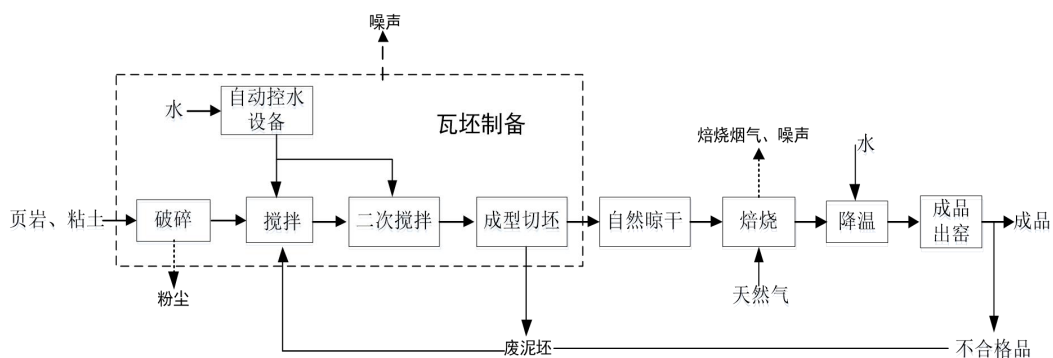 噪声
水
自动控水
设备
瓦坯制备
焙烧烟气、噪声
水
页岩、粘土
破碎
搅拌
二次搅拌
成型切坯
自然晾干
焙烧
降温
成品
出窑
成品
粉尘
天然气
废泥坯
不合格品